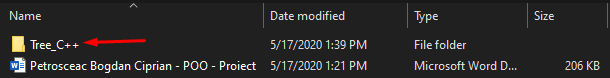 Name Date modified Type Size
Tree_C++ 5/17/2020 1:39 PM File folder
Petrosceac Bogdan Ciprian - POO - Proiect 5/17/2020 1:21 PM Microsoft Word D... 206 KB